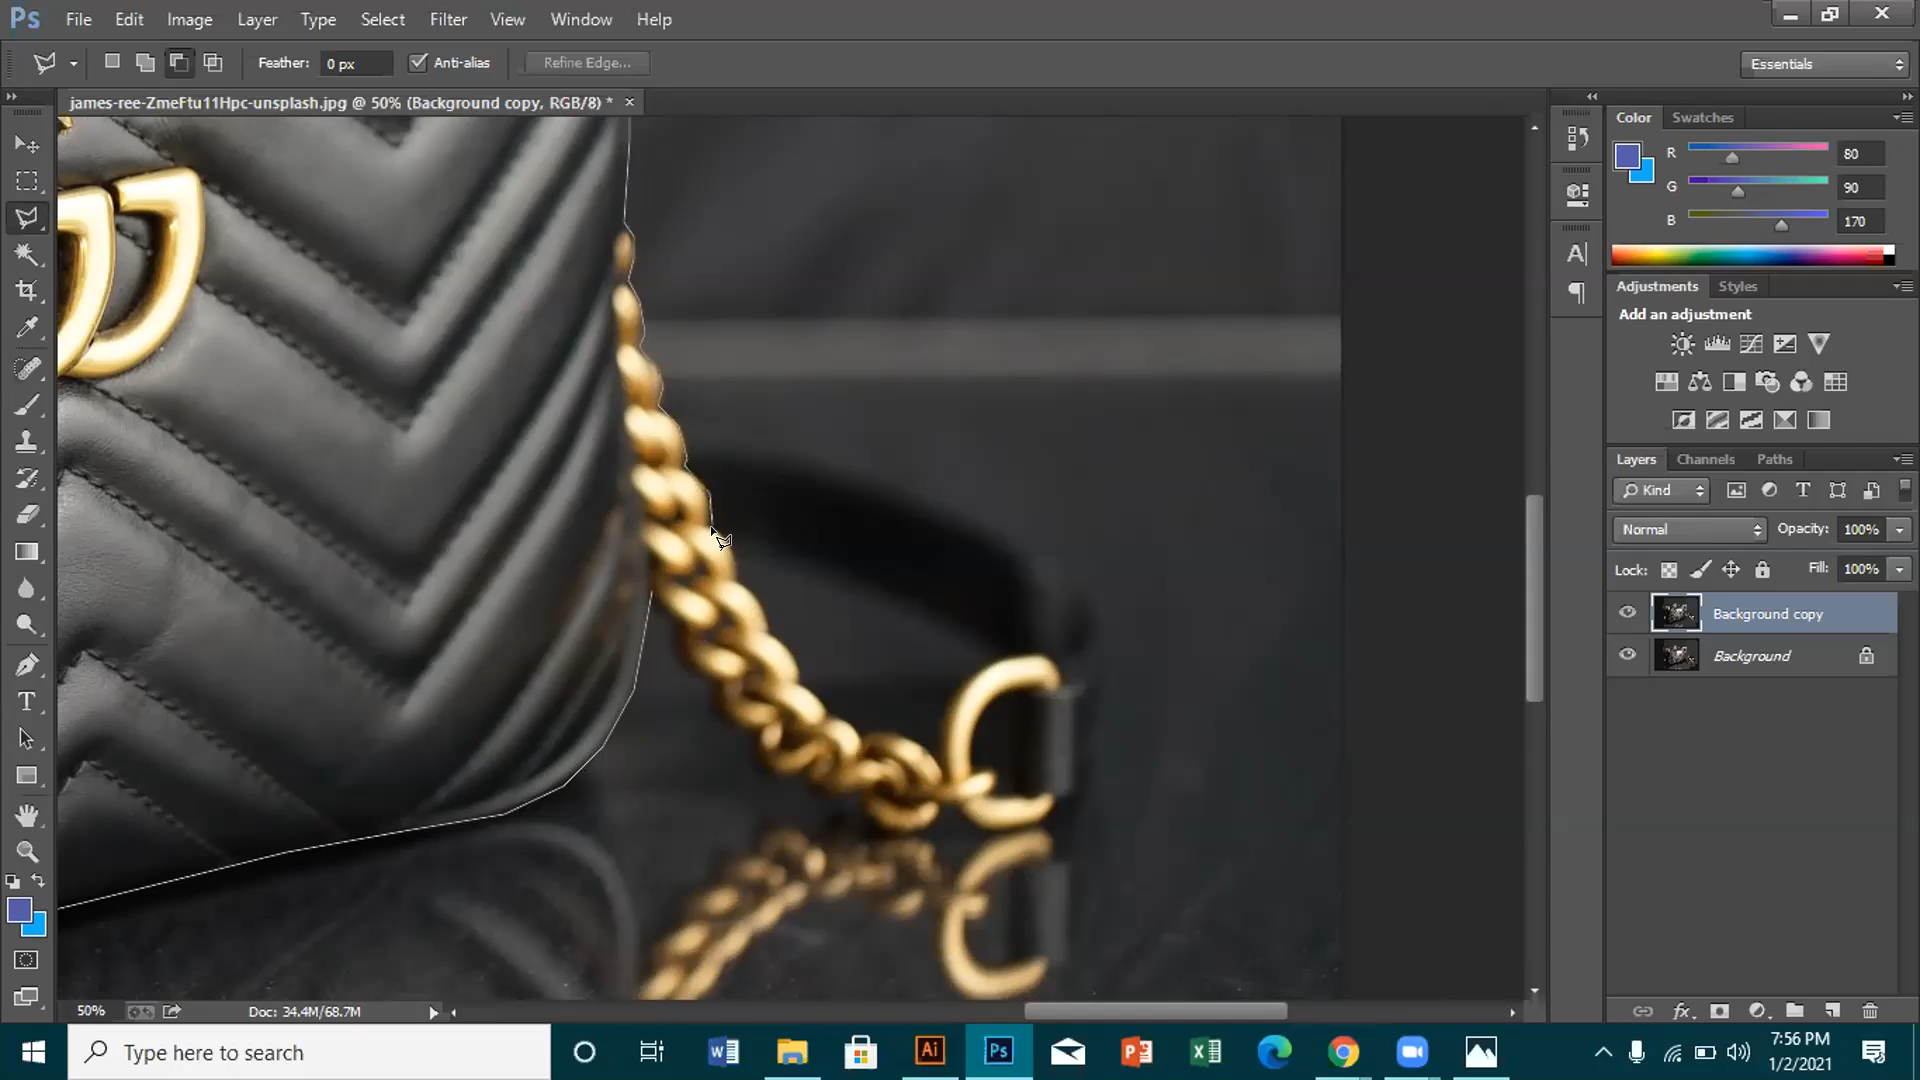 Ps File Edit Image Layer Type Select Filter View Window Help
Feather: 0 px Anti-alias Refine Edge... Essentials
james-ree-ZmeFtu11Hpc-unsplash.jpg @ 50% (Background copy, RGB/8) * ×
Color Swatches
R 80
G 90
B 170
Adjustments Styles
Add an adjustment
Layers Channels Paths
Kind
Normal Opacity: 100%
Lock: Fill: 100%
Background copy
Background
50% Doc: 34.4M/68.7M
Type here to search
7:56 PM
1/2/2021